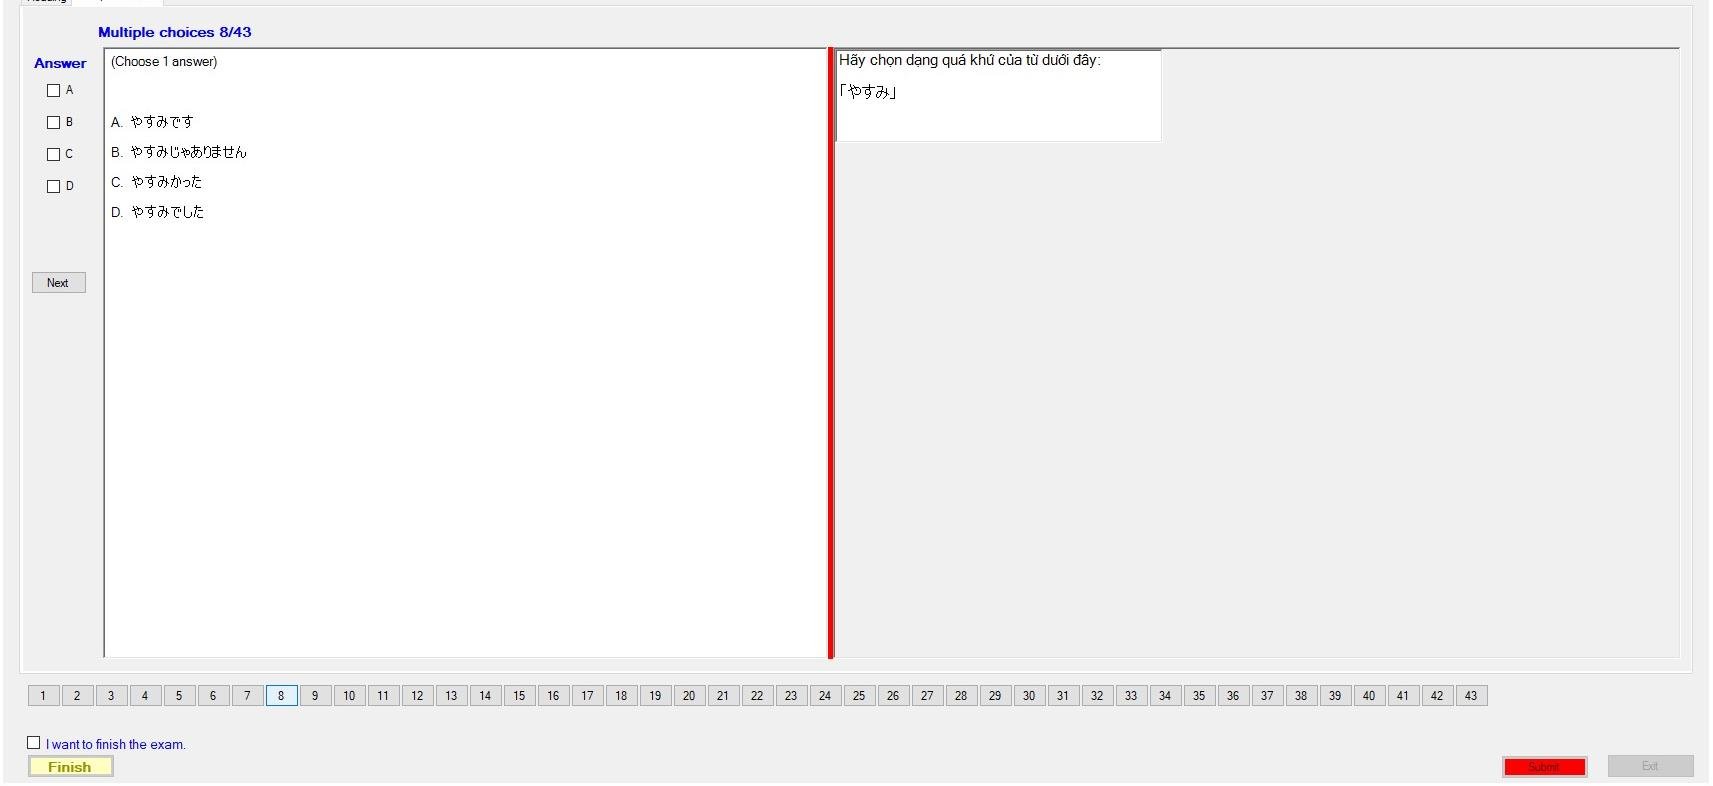 Multiple choices 8/43
Answer
A
B
C
D
Next
(Choose 1 answer)
A. やすみです
B. やすみじゃありません
C. やすみかった
D. やすみでした
Hãy chọn dạng quá khứ của từ dưới đây:
「やすみ」
1 2 3 4 5 6 7 8 9 10 11 12 13 14 15 16 17 18 19 20 21 22 23 24 25 26 27 28 29 30 31 32 33 34 35 36 37 38 39 40 41 42 43
I want to finish the exam.
Finish
Submit
Exit